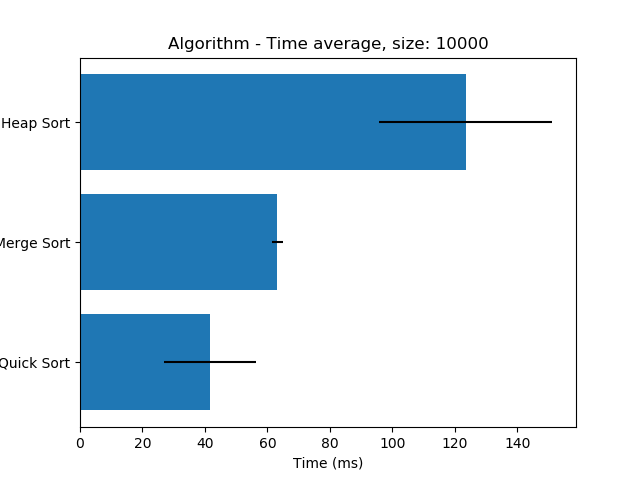 Algorithm - Time average, size: 10000
Heap Sort
Merge Sort
Quick Sort
0 20 40 60 80 100 120 140
Time (ms)